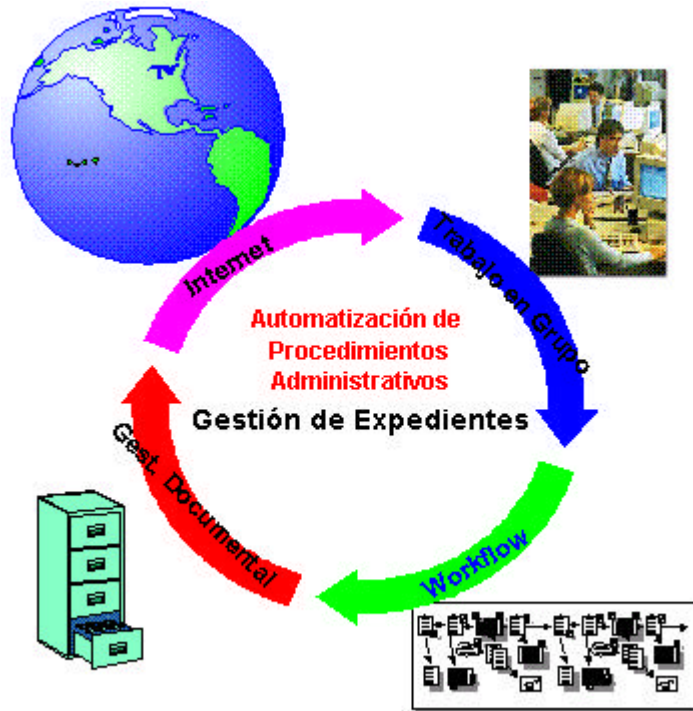 Internet
Trabajo en Grupo
Automatización de
Procedimientos
Administrativos
Gestión de Expedientes
Gest. Documental
Workflow